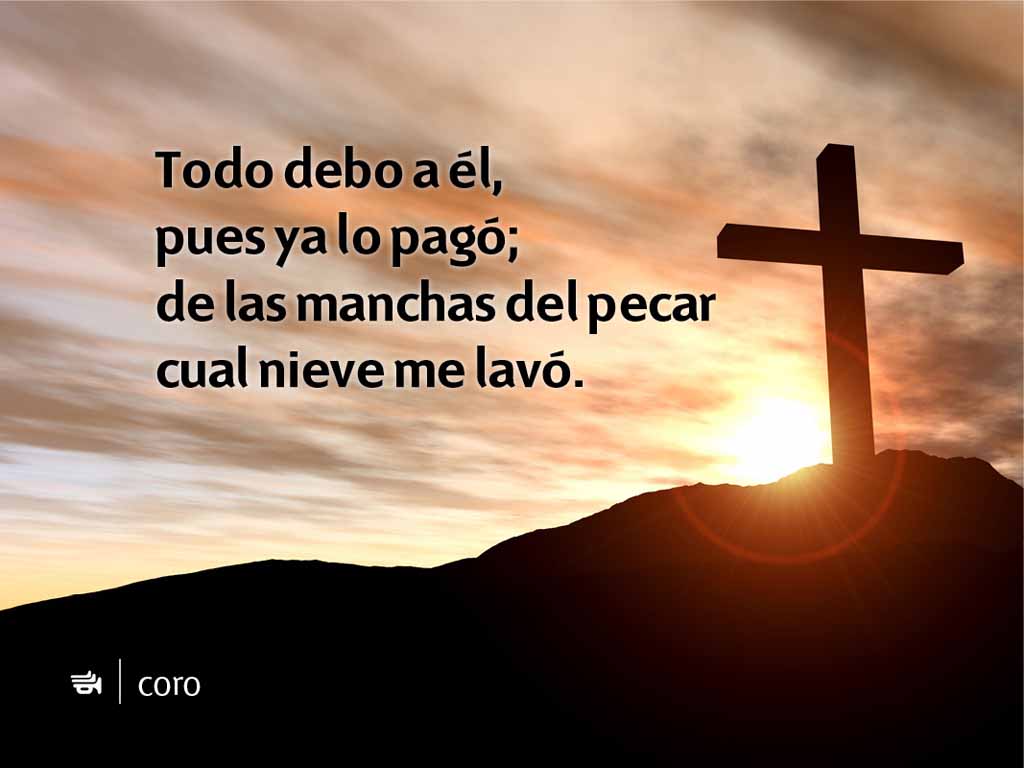 Todo debo a él,
pues ya lo pagó;
de las manchas del pecar
cual nieve me lavó.
coro